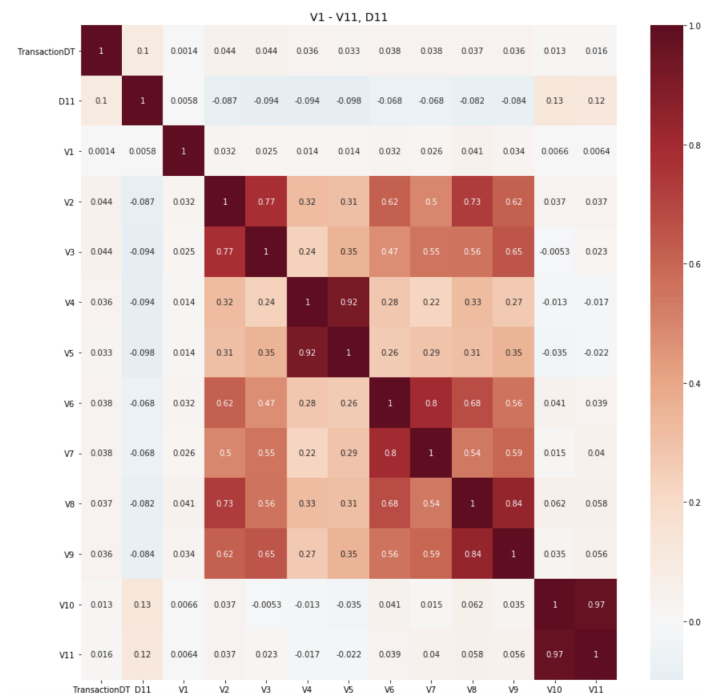 V1 - V11, D11
TransactionDT 1 0.1 0.0014 0.044 0.044 0.036 0.033 0.038 0.038 0.037 0.036 0.013 0.016
D11 0.1 1 0.0058 -0.087 -0.094 -0.094 -0.098 -0.068 -0.068 -0.082 -0.084 0.13 0.12
V1 0.0014 0.0058 1 0.032 0.025 0.014 0.014 0.032 0.026 0.041 0.034 0.0066 0.0064
V2 0.044 -0.087 0.032 1 0.77 0.32 0.31 0.62 0.5 0.73 0.62 0.037 0.037
V3 0.044 -0.094 0.025 0.77 1 0.24 0.35 0.47 0.55 0.56 0.65 -0.0053 0.023
V4 0.036 -0.094 0.014 0.32 0.24 1 0.92 0.28 0.22 0.33 0.27 -0.013 -0.017
V5 0.033 -0.098 0.014 0.31 0.35 0.92 1 0.26 0.29 0.31 0.35 -0.035 -0.022
V6 0.038 -0.068 0.032 0.62 0.47 0.28 0.26 1 0.8 0.68 0.56 0.041 0.039
V7 0.038 -0.068 0.026 0.5 0.55 0.22 0.29 0.8 1 0.54 0.59 0.015 0.04
V8 0.037 -0.082 0.041 0.73 0.56 0.33 0.31 0.68 0.54 1 0.84 0.062 0.058
V9 0.036 -0.084 0.034 0.62 0.65 0.27 0.35 0.56 0.59 0.84 1 0.035 0.056
V10 0.013 0.13 0.0066 0.037 -0.0053 -0.013 -0.035 0.041 0.015 0.062 0.035 1 0.97
V11 0.016 0.12 0.0064 0.037 0.023 -0.017 -0.022 0.039 0.04 0.058 0.056 0.97 1
TransactionDT D11 V1 V2 V3 V4 V5 V6 V7 V8 V9 V10 V11
1.0
0.8
0.6
0.4
0.2
0.0